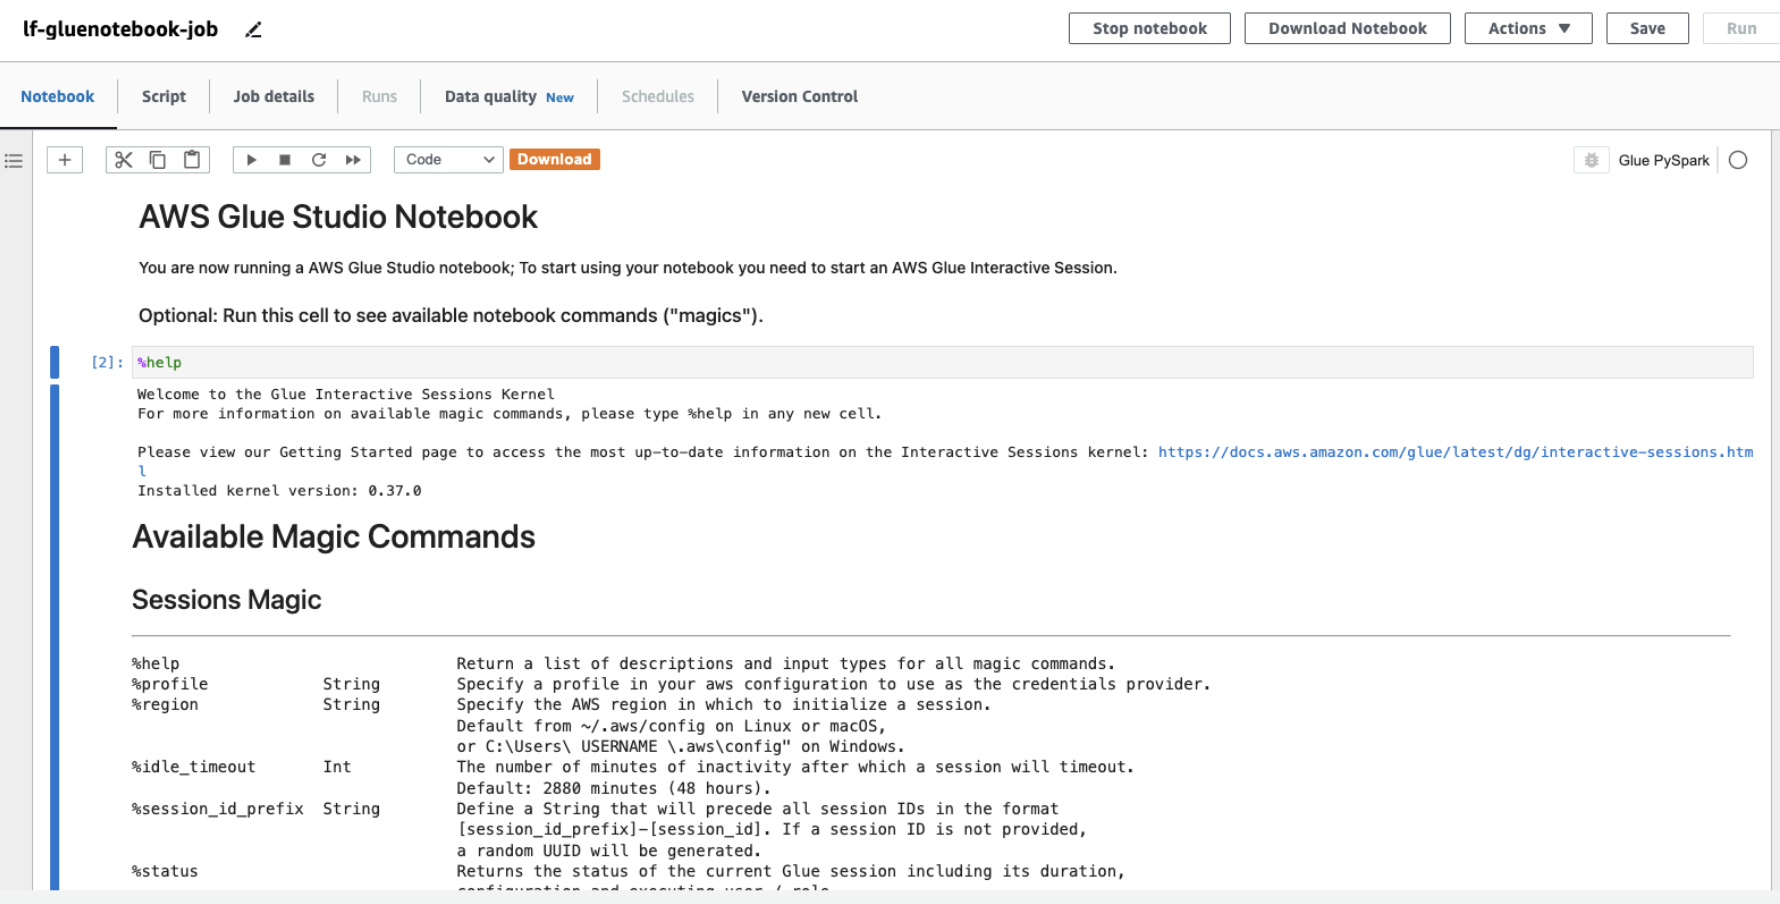 lf-gluenotebook-job
Stop notebook Download Notebook Actions Save Run
Notebook Script Job details Runs Data quality New Schedules Version Control
Code Download Glue PySpark
AWS Glue Studio Notebook
You are now running a AWS Glue Studio notebook; To start using your notebook you need to start an AWS Glue Interactive Session.
Optional: Run this cell to see available notebook commands ("magics").
[2]: %help
Welcome to the Glue Interactive Sessions Kernel
For more information on available magic commands, please type %help in any new cell.
Please view our Getting Started page to access the most up-to-date information on the Interactive Sessions kernel: https://docs.aws.amazon.com/glue/latest/dg/interactive-sessions.htm
l
Installed kernel version: 0.37.0
Available Magic Commands
Sessions Magic
%help Return a list of descriptions and input types for all magic commands.
%profile String Specify a profile in your aws configuration to use as the credentials provider.
%region String Specify the AWS region in which to initialize a session.
Default from ~/.aws/config on Linux or macOS,
or C:\Users\ USERNAME \.aws\config" on Windows.
%idle_timeout Int The number of minutes of inactivity after which a session will timeout.
Default: 2880 minutes (48 hours).
%session_id_prefix String Define a String that will precede all session IDs in the format
[session_id_prefix]-[session_id]. If a session ID is not provided,
a random UUID will be generated.
%status Returns the status of the current Glue session including its duration,
configuration and executing user / role